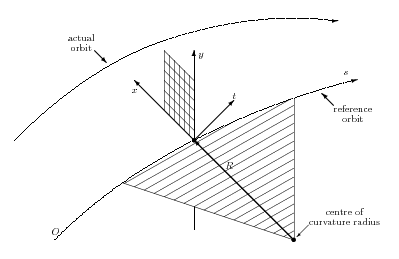 actual
orbit
y
s
x
t
reference
orbit
R
centre of
curvature radius
O